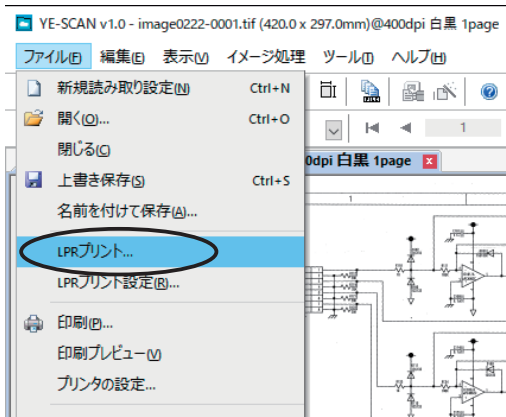 YE-SCAN v1.0 - image0222-0001.tif (420.0 x 297.0mm)@400dpi 白黒 1page
ファイル(F) 編集(E) 表示(V) イメージ処理 ツール(T) ヘルプ(H)
新規読み取り設定(N) Ctrl+N
開く(O)... Ctrl+O
1
閉じる(C)
0dpi 白黒 1page
上書き保存(S) Ctrl+S
名前を付けて保存(A)...
1
LPRプリント...
LPRプリント設定(R)...
印刷(P)...
印刷プレビュー(V)
プリンタの設定...